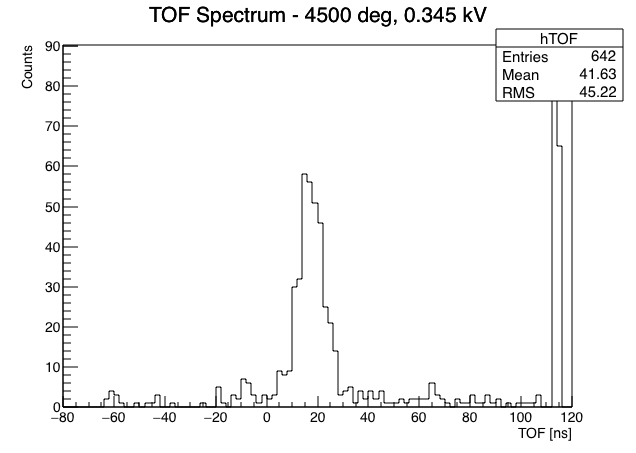 TOF Spectrum - 4500 deg, 0.345 kV
hTOF
Entries 642
Mean 41.63
RMS 45.22
Counts
90
80
70
60
50
40
30
20
10
0
−80 −60 −40 −20 0 20 40 60 80 100 120
TOF [ns]